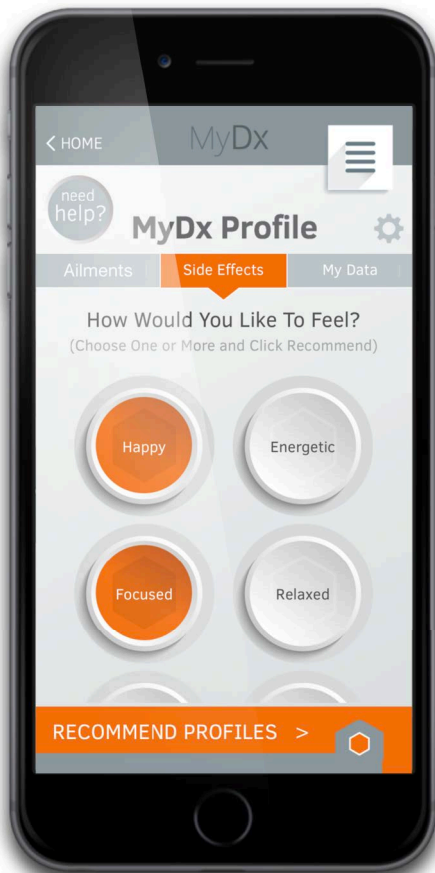 < HOME
MyDx
need
help?
MyDx Profile
Ailments
Side Effects
My Data
How Would You Like To Feel?
(Choose One or More and Click Recommend)
Happy
Energetic
Focused
Relaxed
RECOMMEND PROFILES >